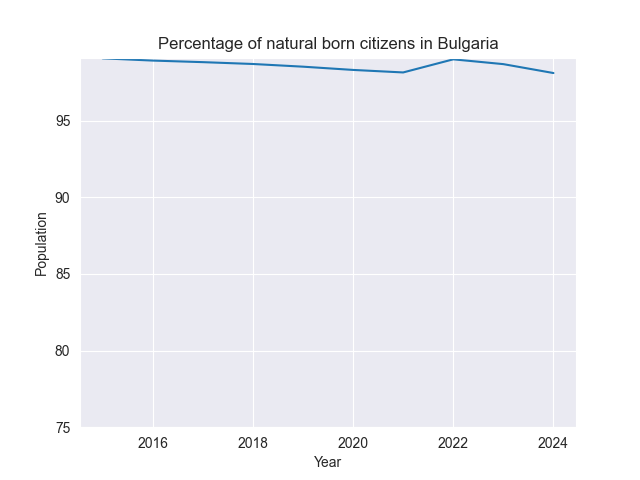 Percentage of natural born citizens in Bulgaria
95
90
85
80
75
Population
2016 2018 2020 2022 2024
Year